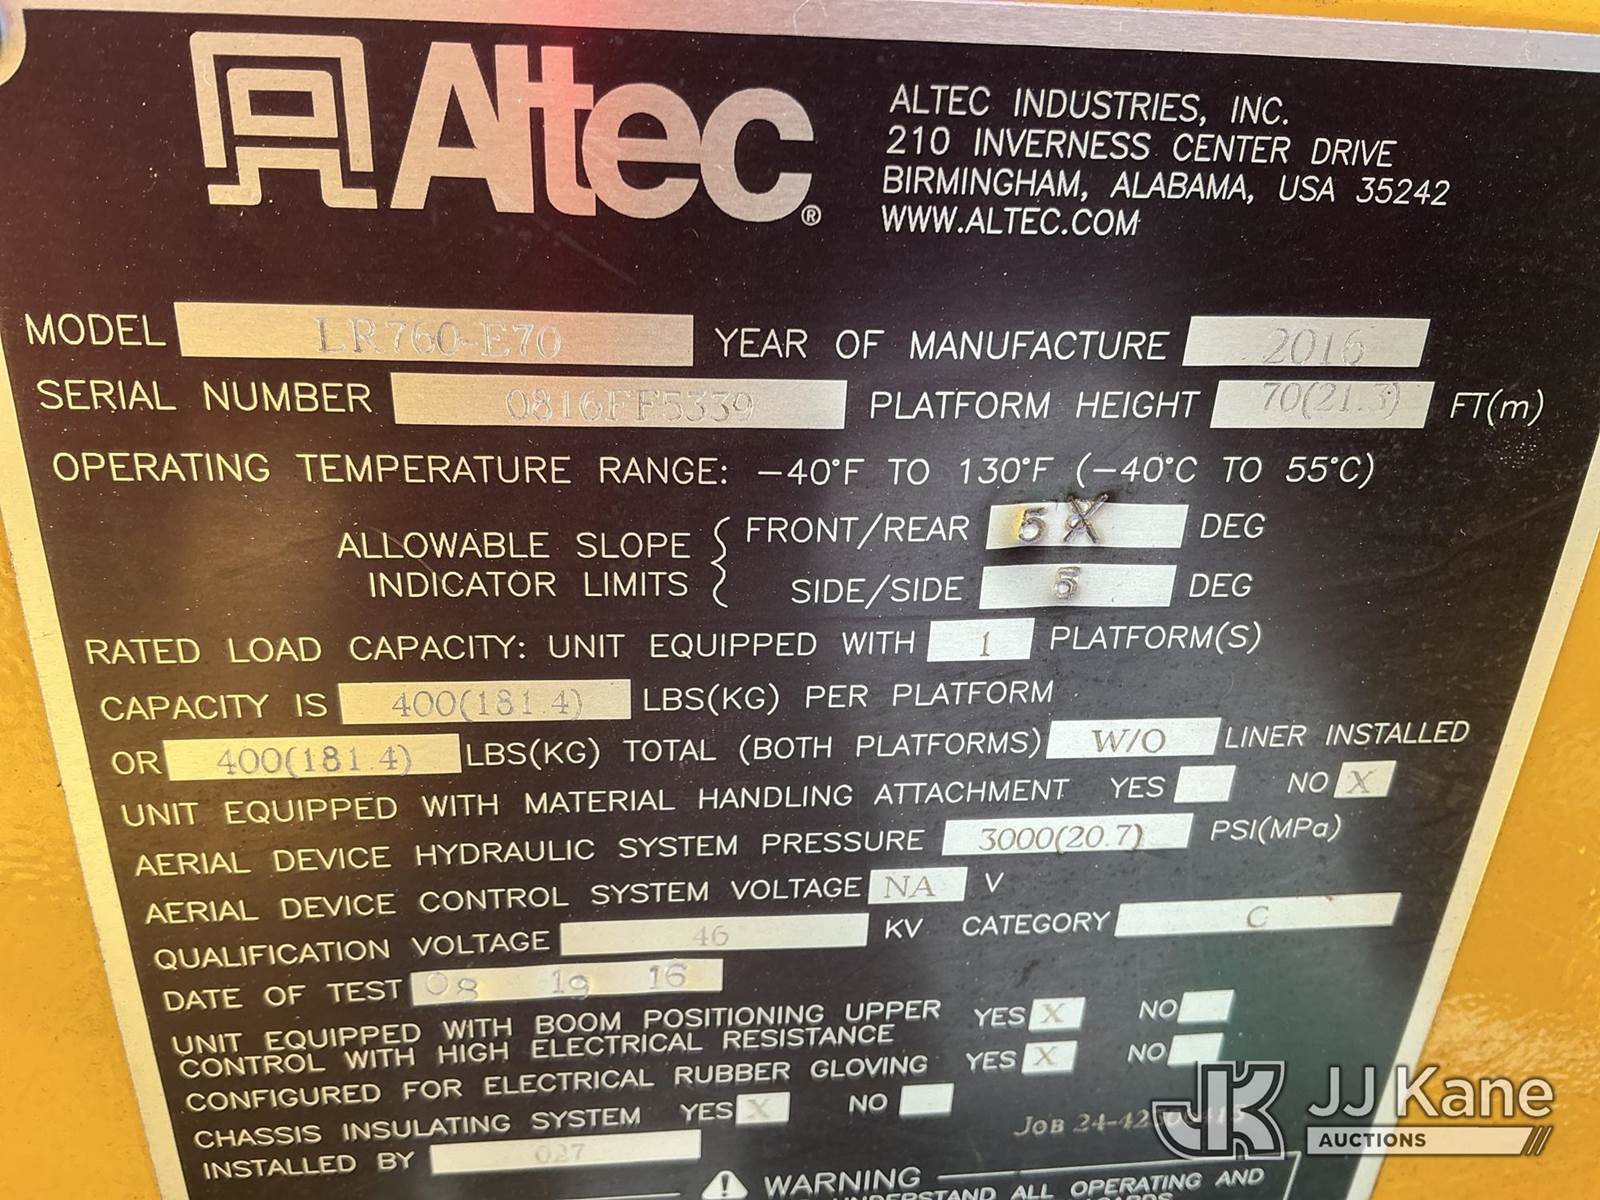 Altec®
ALTEC INDUSTRIES, INC.
210 INVERNESS CENTER DRIVE
BIRMINGHAM, ALABAMA, USA 35242
WWW.ALTEC.COM
MODEL LR760-E70 YEAR OF MANUFACTURE 2016
SERIAL NUMBER 0816FF5339 PLATFORM HEIGHT 70(21.3) FT(m)
OPERATING TEMPERATURE RANGE: -40°F TO 130°F (-40°C TO 55°C)
ALLOWABLE SLOPE INDICATOR LIMITS { FRONT/REAR 5 DEG
SIDE/SIDE 5 DEG
RATED LOAD CAPACITY: UNIT EQUIPPED WITH 1 PLATFORM(S)
CAPACITY IS 400(181.4) LBS(KG) PER PLATFORM
OR 400(181.4) LBS(KG) TOTAL (BOTH PLATFORMS) W/O LINER INSTALLED
UNIT EQUIPPED WITH MATERIAL HANDLING ATTACHMENT YES NO X
AERIAL DEVICE HYDRAULIC SYSTEM PRESSURE 3000(20.7) PSI(MPa)
AERIAL DEVICE CONTROL SYSTEM VOLTAGE NA V
QUALIFICATION VOLTAGE 46 KV CATEGORY C
DATE OF TEST 08 19 16
UNIT EQUIPPED WITH BOOM POSITIONING UPPER
CONTROL WITH HIGH ELECTRICAL RESISTANCE YES X NO
CONFIGURED FOR ELECTRICAL RUBBER GLOVING YES X NO
CHASSIS INSULATING SYSTEM YES X NO
INSTALLED BY 027
JOB
JJ Kane
AUCTIONS
WARNING
UNDERSTAND ALL OPERATING AND